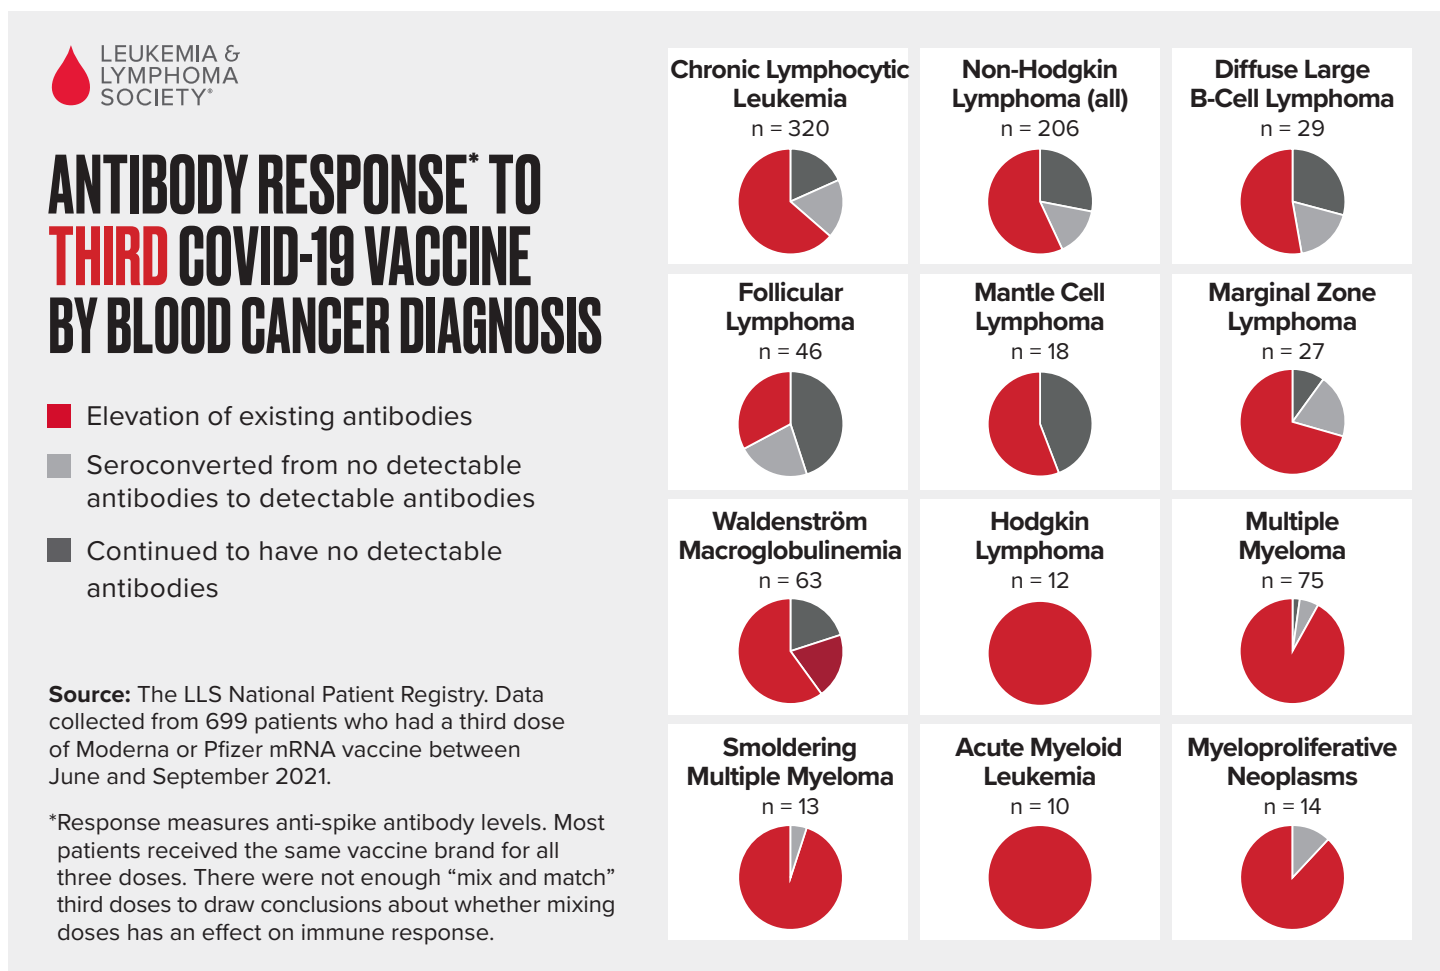 LEUKEMIA &
LYMPHOMA
SOCIETY®
ANTIBODY RESPONSE* TO
THIRD COVID-19 VACCINE
BY BLOOD CANCER DIAGNOSIS
Elevation of existing antibodies
Seroconverted from no detectable
antibodies to detectable antibodies
Continued to have no detectable
antibodies
Source: The LLS National Patient Registry. Data
collected from 699 patients who had a third dose
of Moderna or Pfizer mRNA vaccine between
June and September 2021.
*Response measures anti-spike antibody levels. Most
patients received the same vaccine brand for all
three doses. There were not enough “mix and match”
third doses to draw conclusions about whether mixing
doses has an effect on immune response.
Chronic Lymphocytic
Leukemia
n = 320
Non-Hodgkin
Lymphoma (all)
n = 206
Diffuse Large
B-Cell Lymphoma
n = 29
Follicular
Lymphoma
n = 46
Mantle Cell
Lymphoma
n = 18
Marginal Zone
Lymphoma
n = 27
Waldenström
Macroglobulinemia
n = 63
Hodgkin
Lymphoma
n = 12
Multiple
Myeloma
n = 75
Smoldering
Multiple Myeloma
n = 13
Acute Myeloid
Leukemia
n = 10
Myeloproliferative
Neoplasms
n = 14